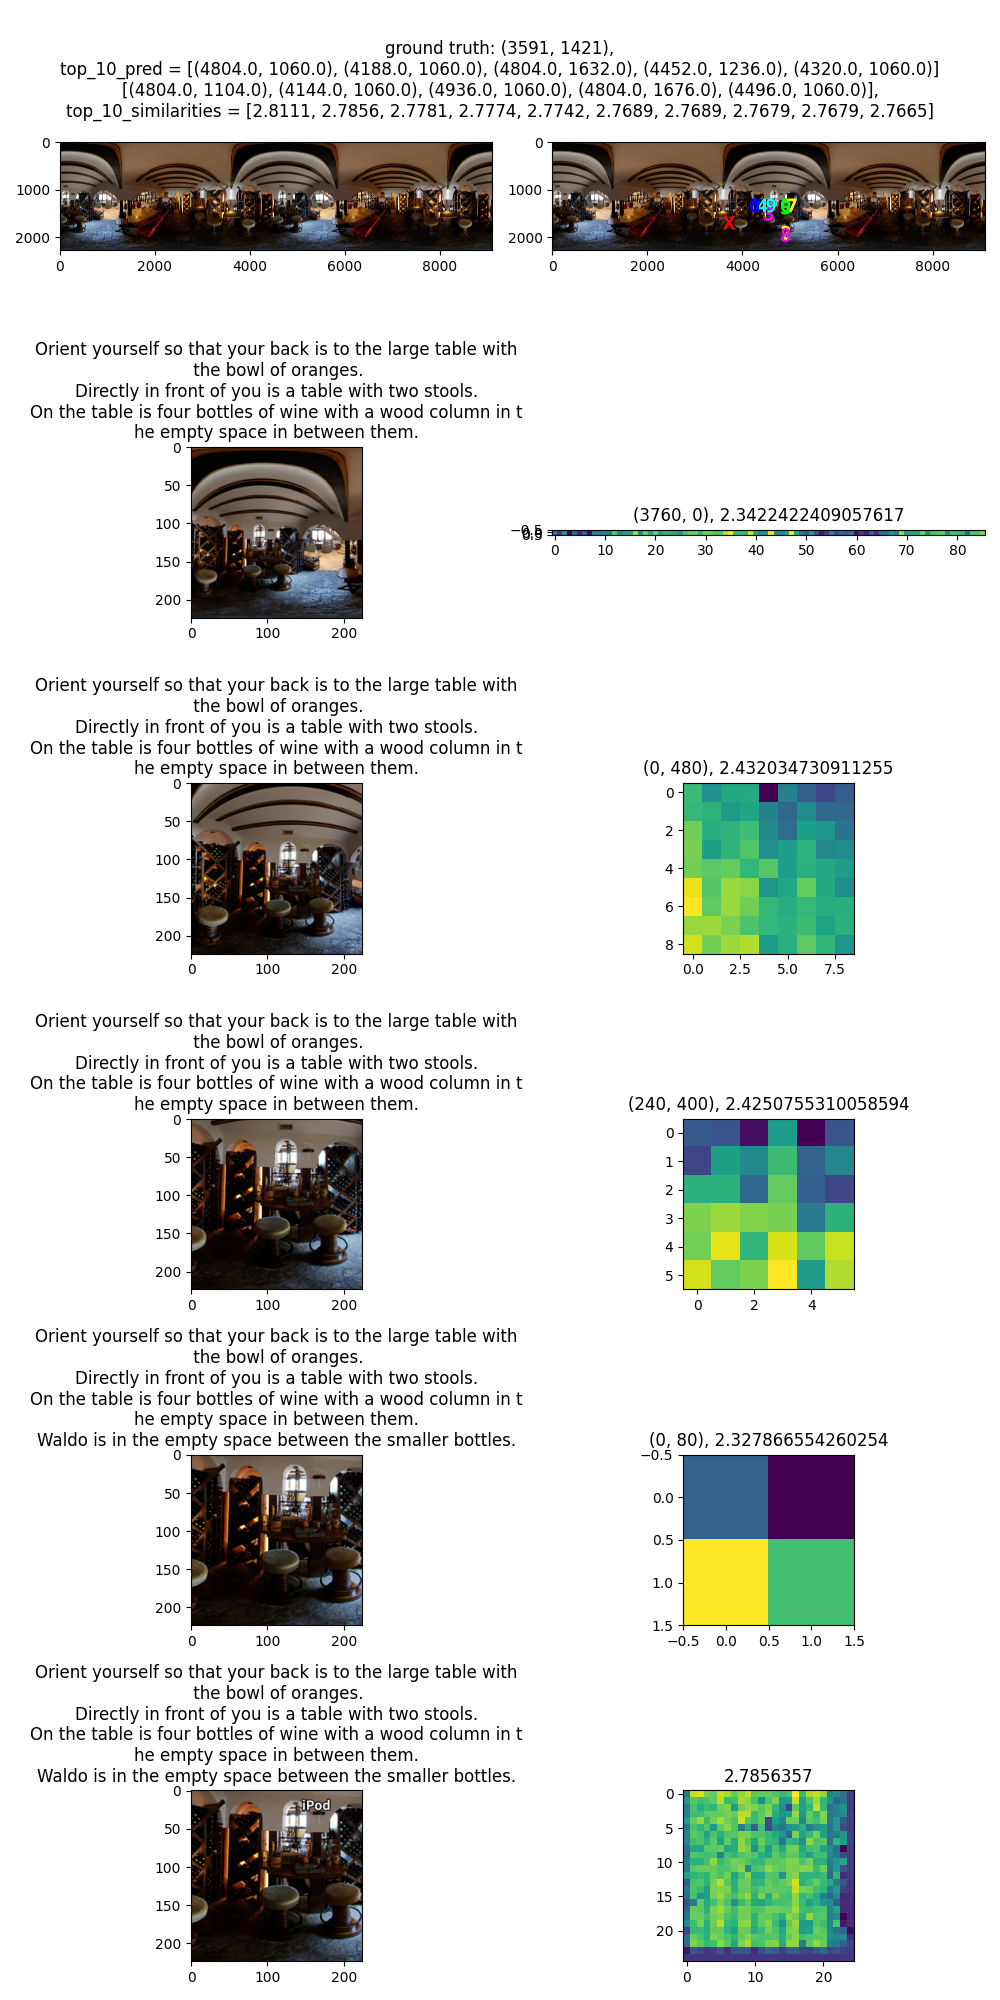 ground truth: (3591, 1421),
top_10_pred = [(4804.0, 1060.0), (4188.0, 1060.0), (4804.0, 1632.0), (4452.0, 1236.0), (4320.0, 1060.0)]
[(4804.0, 1104.0), (4144.0, 1060.0), (4936.0, 1060.0), (4804.0, 1676.0), (4496.0, 1060.0)],
top_10_similarities = [2.8111, 2.7856, 2.7781, 2.7774, 2.7742, 2.7689, 2.7689, 2.7679, 2.7679, 2.7665]
0
1000
2000
0 2000 4000 6000 8000
0
1000
2000
X
49
7
3
8
0 2000 4000 6000 8000
Orient yourself so that your back is to the large table with
the bowl of oranges.
Directly in front of you is a table with two stools.
On the table is four bottles of wine with a wood column in t
he empty space in between them.
0
50
100
150
200
0 100 200
(3760, 0), 2.3422422409057617
−0.5
0.5
0 10 20 30 40 50 60 70 80
Orient yourself so that your back is to the large table with
the bowl of oranges.
Directly in front of you is a table with two stools.
On the table is four bottles of wine with a wood column in t
he empty space in between them.
0
50
100
150
200
0 100 200
(0, 480), 2.432034730911255
0
2
4
6
8
0.0 2.5 5.0 7.5
Orient yourself so that your back is to the large table with
the bowl of oranges.
Directly in front of you is a table with two stools.
On the table is four bottles of wine with a wood column in t
he empty space in between them.
0
50
100
150
200
0 100 200
(240, 400), 2.4250755310058594
0
1
2
3
4
5
0 2 4
Orient yourself so that your back is to the large table with
the bowl of oranges.
Directly in front of you is a table with two stools.
On the table is four bottles of wine with a wood column in t
he empty space in between them.
Waldo is in the empty space between the smaller bottles.
0
50
100
150
200
0 100 200
(0, 80), 2.327866554260254
−0.5
0.0
0.5
1.0
1.5
−0.5 0.0 0.5 1.0 1.5
Orient yourself so that your back is to the large table with
the bowl of oranges.
Directly in front of you is a table with two stools.
On the table is four bottles of wine with a wood column in t
he empty space in between them.
Waldo is in the empty space between the smaller bottles.
0
50
100
150
200
iPod
0 100 200
2.7856357
0
5
10
15
20
0 10 20